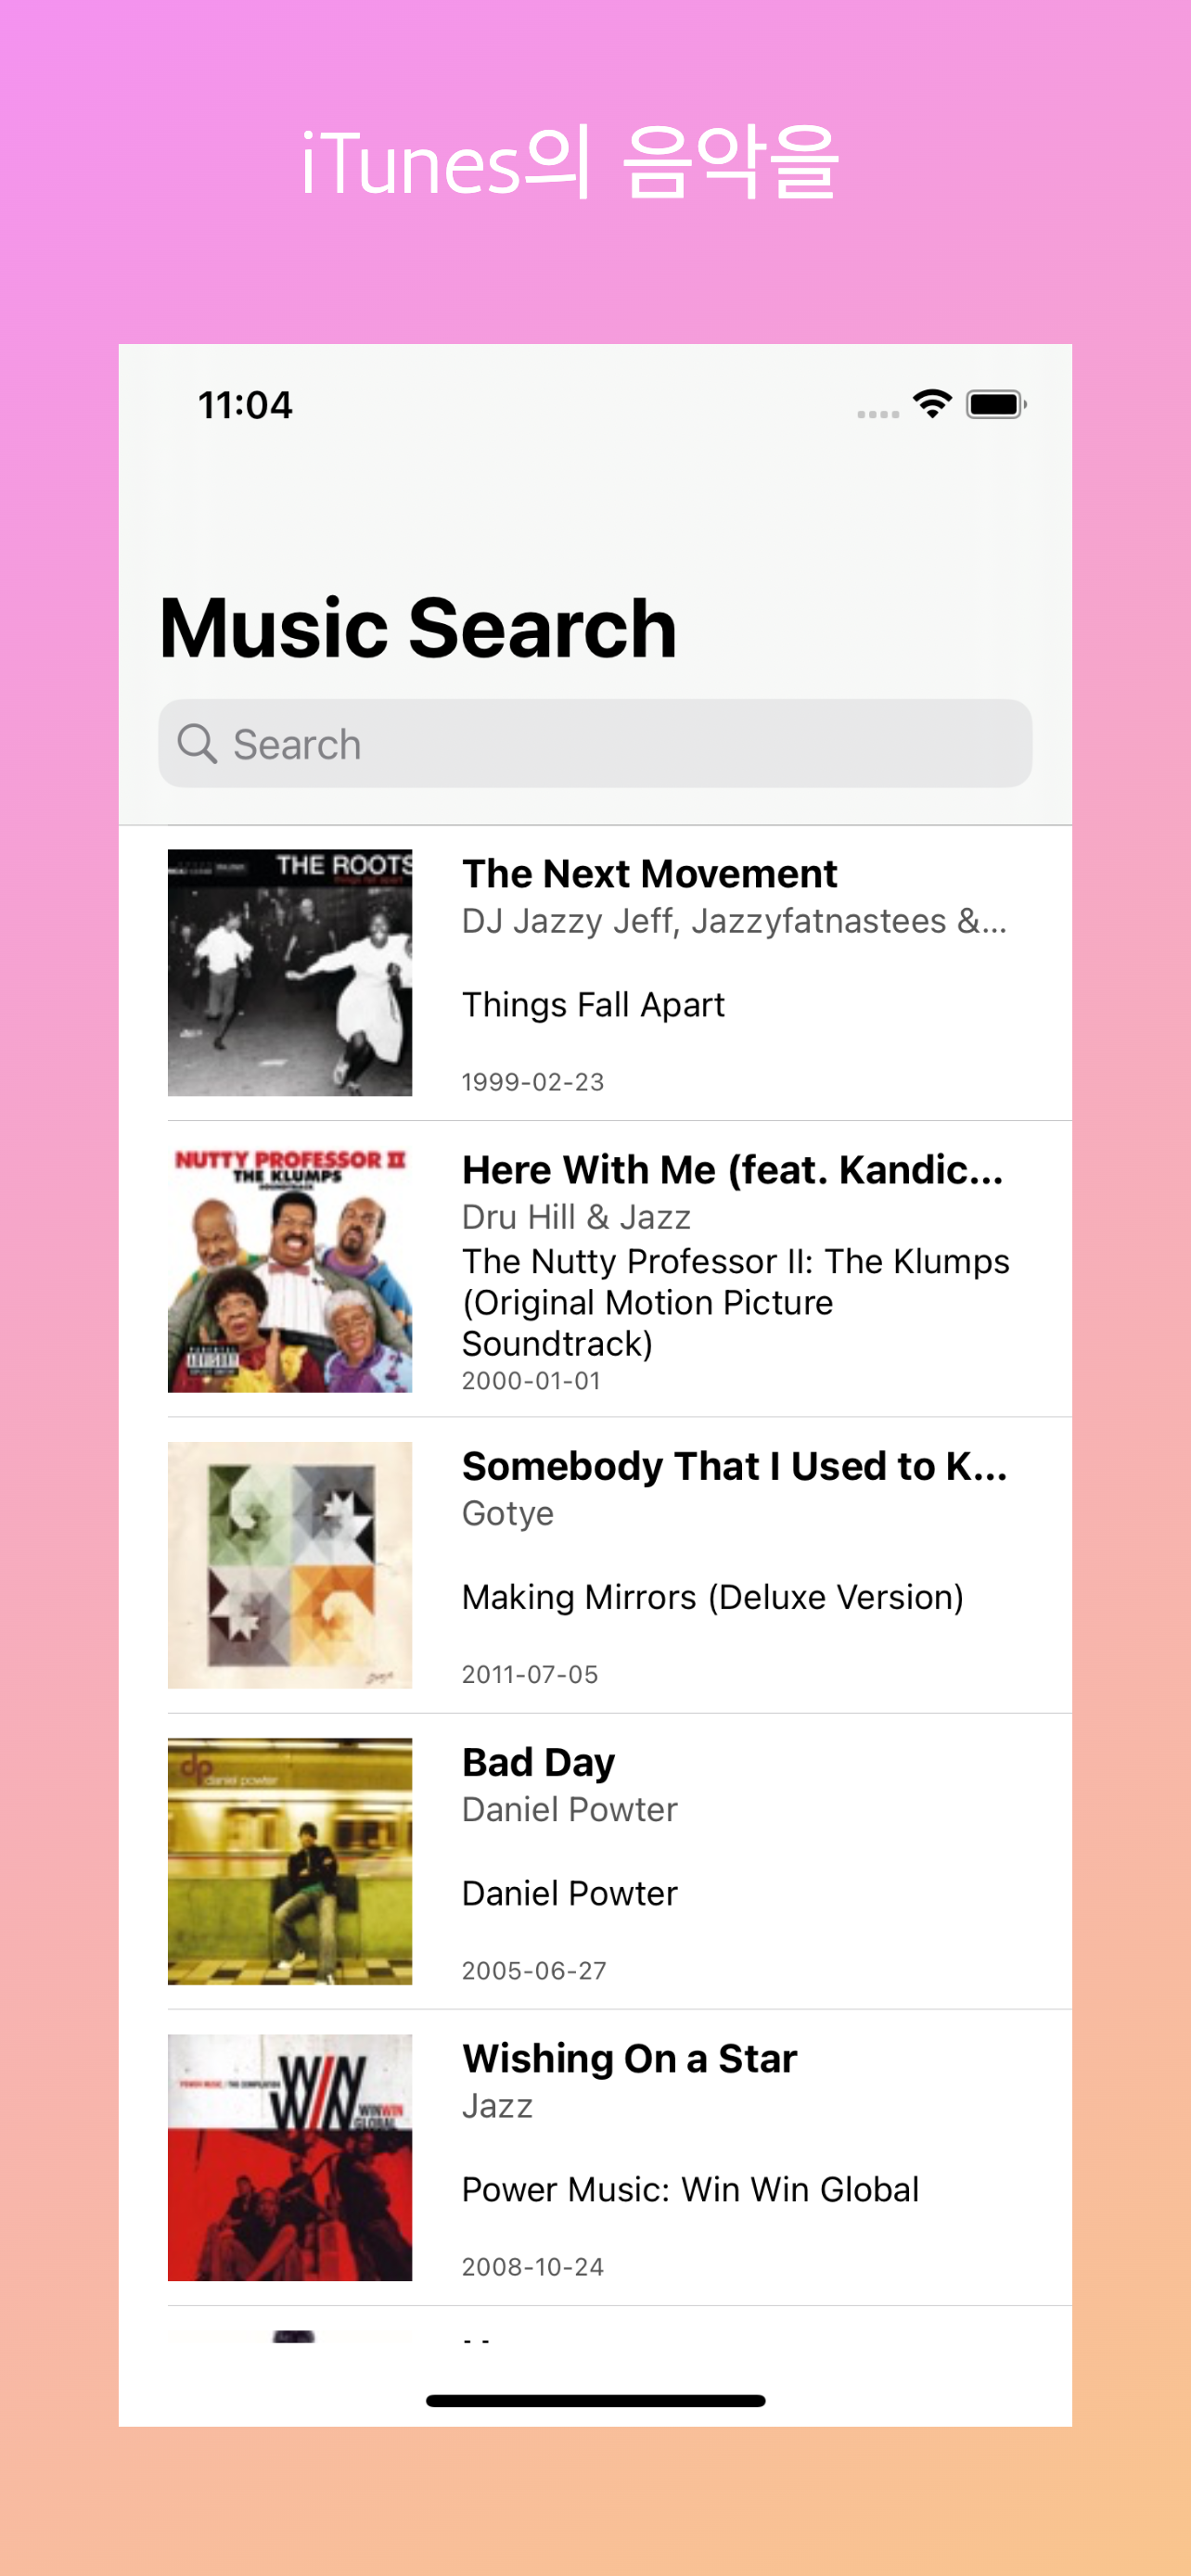 iTunes의 음악을
11:04
Music Search
Search
THE ROOTS
things fall apart
The Next Movement
DJ Jazzy Jeff, Jazzyfatnastees &...
Things Fall Apart
1999-02-23
NUTTY PROFESSOR II
THE KLUMPS
SOUNDTRACK
Here With Me (feat. Kandic...
Dru Hill & Jazz
The Nutty Professor II: The Klumps
(Original Motion Picture
Soundtrack)
2000-01-01
Somebody That I Used to K...
Gotye
Making Mirrors (Deluxe Version)
2011-07-05
dp
daniel powter
Bad Day
Daniel Powter
Daniel Powter
2005-06-27
WIN
WINWIN
GLOBAL
Wishing On a Star
Jazz
Power Music: Win Win Global
2008-10-24